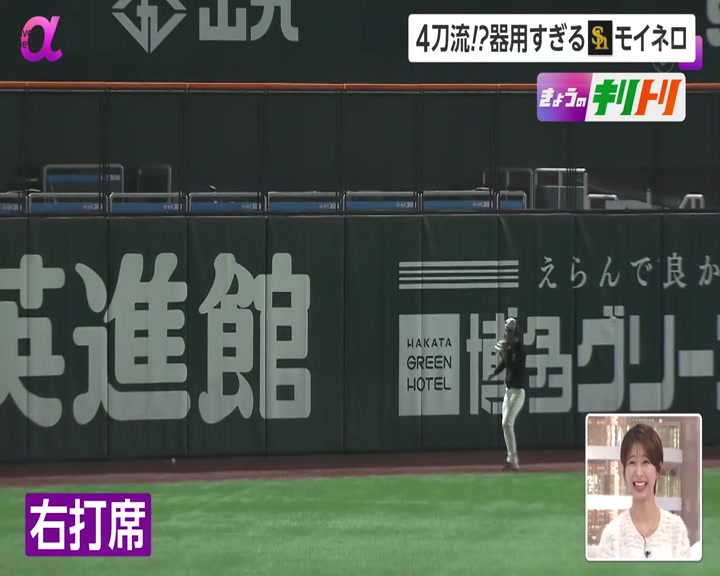 4刀流!?器用すぎる Sh モイネロ
きょうの キリトリ
α
英進館
えらんで良か
HAKATA
GREEN
HOTEL
博多グリーン
右打席